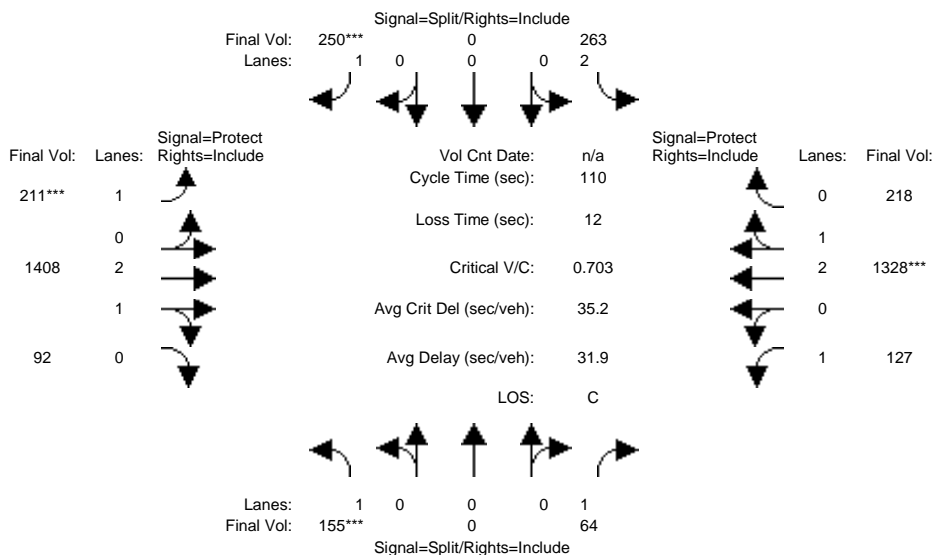 Signal=Split/Rights=Include
Final Vol: 250*** 0 263
Lanes: 1 0 0 0 2
Signal=Protect
Final Vol: Lanes: Rights=Include
Vol Cnt Date: n/a
Signal=Protect
Rights=Include Lanes: Final Vol:
Cycle Time (sec): 110
211*** 1
0 218
Loss Time (sec): 12
0
1
1408 2
Critical V/C: 0.703
2 1328***
1
Avg Crit Del (sec/veh): 35.2
0
92 0
Avg Delay (sec/veh): 31.9
1 127
LOS: C
Lanes: 1 0 0 0 1
Final Vol: 155*** 0 64
Signal=Split/Rights=Include